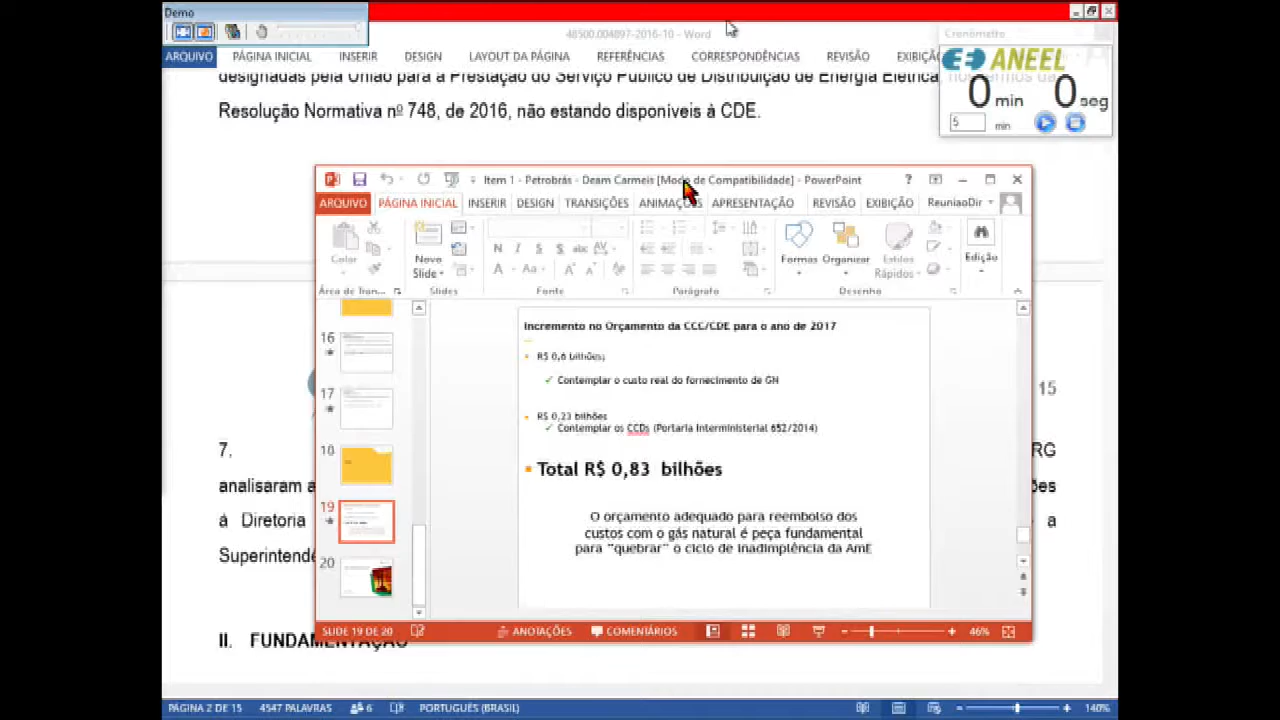 Demo
48500.004897-2016-10 - Word
Cronômetro
ARQUIVO PÁGINA INICIAL INSERIR DESIGN LAYOUT DA PÁGINA REFERÊNCIAS CORRESPONDÊNCIAS REVISÃO EXIBIÇÃO
ANEEL
0 min 0 seg
5 min
designadas pela União para a Prestação do Serviço Público de Distribuição de Energia Elétrica, nos termos da
Resolução Normativa nº 748, de 2016, não estando disponíveis à CDE.
Item 1 - Petrobrás - Deam Carmeis [Modo de Compatibilidade] - PowerPoint
ARQUIVO PÁGINA INICIAL INSERIR DESIGN TRANSIÇÕES ANIMAÇÕES APRESENTAÇÃO REVISÃO EXIBIÇÃO ReuniaoDir
Colar Novo Slide Formas Organizar Estilos Rápidos Edição
Área de Tran... Slides Fonte Parágrafo Desenho
16
17
18
19
20
Incremento no Orçamento da CCC/CDE para o ano de 2017
R$ 0,6 bilhões;
✓ Contemplar o custo real do fornecimento de GN
R$ 0,23 bilhões
✓ Contemplar os CCDs (Portaria Interministerial 652/2014)
Total R$ 0,83 bilhões
O orçamento adequado para reembolso dos
custos com o gás natural é peça fundamental
para "quebrar" o ciclo de inadimplência da AmE
15
7. RG
analisaram a
à Diretoria a
Superintendê
SLIDE 19 DE 20 ANOTAÇÕES COMENTÁRIOS 46%
II. FUNDAMENTAÇÃO
PÁGINA 2 DE 15 4547 PALAVRAS 6 PORTUGUÊS (BRASIL) 140%